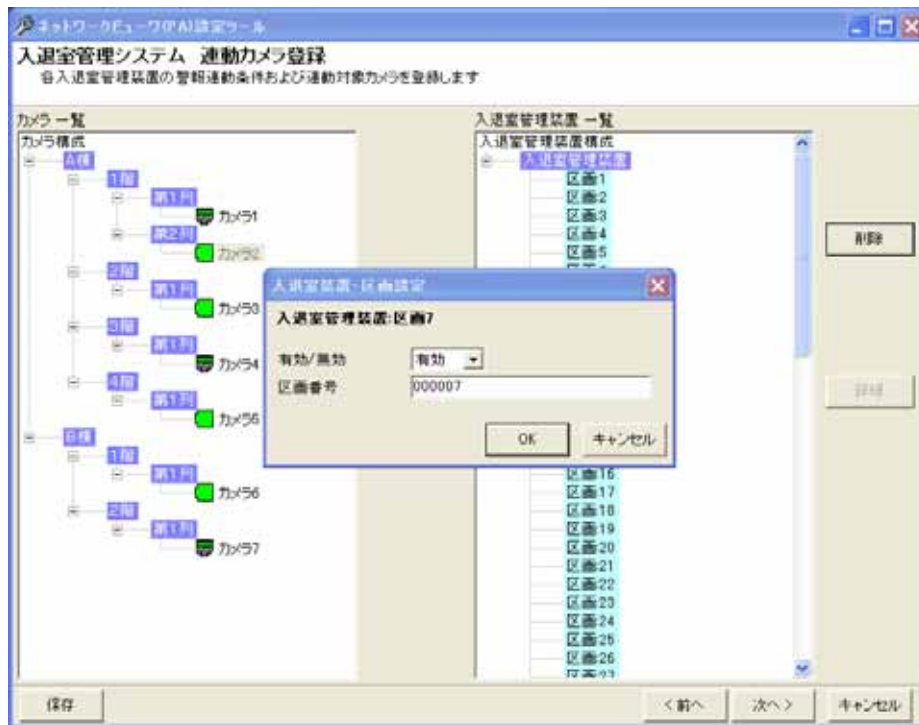 ネットワークビューワ(PA)設定ツール
入退室管理システム 連動カメラ登録
各入退室管理装置の警報連動条件および連動対象カメラを登録します
カメラ 一覧
カメラ構成
A棟
1階
第1列
カメラ1
第2列
カメラ2
2階
第1列
カメラ3
3階
第1列
カメラ4
4階
第1列
カメラ5
B棟
1階
第1列
カメラ6
2階
第1列
カメラ7
入退室管理装置 一覧
入退室管理装置構成
入退室管理装置
区画1
区画2
区画3
区画4
区画5
区画16
区画17
区画18
区画19
区画20
区画21
区画22
区画23
区画24
区画25
区画26
区画27
削除
詳細
入退室装置・区画設定
入退室管理装置:区画7
有効/無効
有効
区画番号
000007
OK
キャンセル
保存
<前へ
次へ>
キャンセル